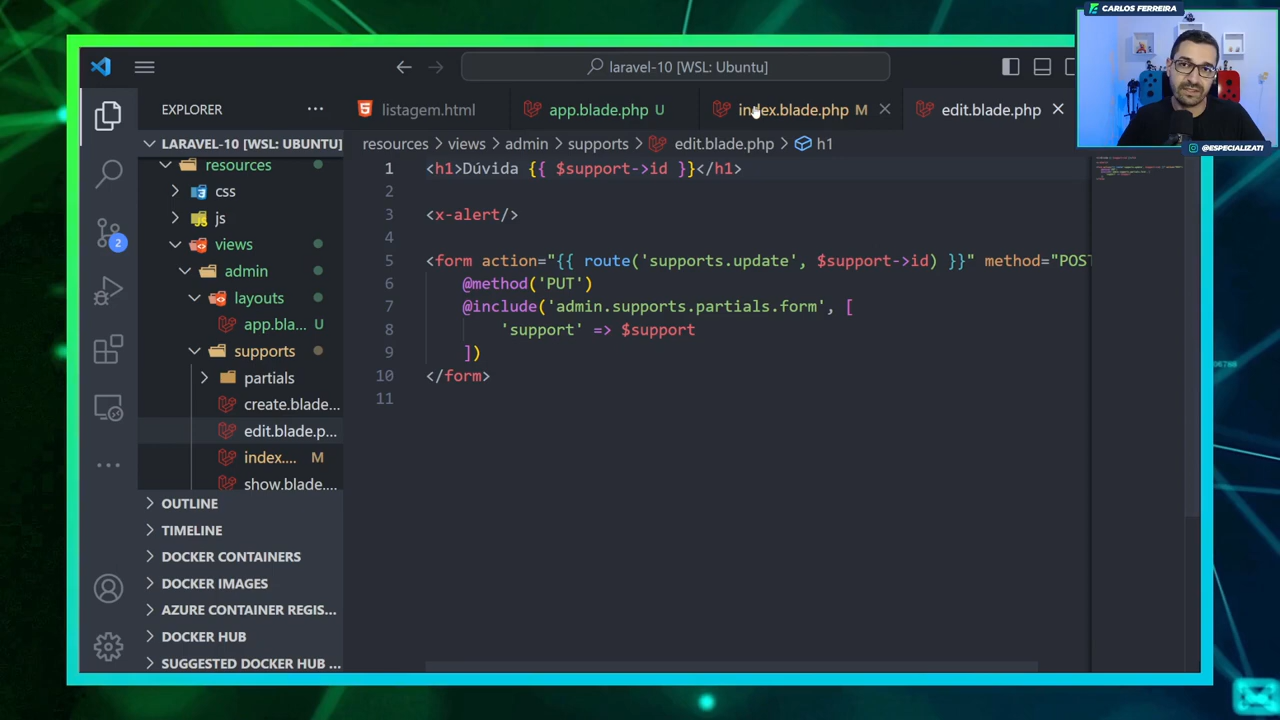 CARLOS FERREIRA
laravel-10 [WSL: Ubuntu]
@ESPECIALIZATI
EXPLORER
listagem.html
app.blade.php U
index.blade.php M
edit.blade.php
LARAVEL-10 [WSL: UBUNTU]
resources > views > admin > supports > edit.blade.php > h1
resources
css
js
views
admin
layouts
app.bla... U
supports
partials
create.blade...
edit.blade.p...
index.... M
show.blade....
OUTLINE
TIMELINE
DOCKER CONTAINERS
DOCKER IMAGES
AZURE CONTAINER REGIS...
DOCKER HUB
SUGGESTED DOCKER HUB ...
2
1 <h1>Dúvida {{ $support->id }}</h1>
2
3 <x-alert/>
4
5 <form action="{{ route('supports.update', $support->id) }}" method="POST
6 @method('PUT')
7 @include('admin.supports.partials.form', [
8 'support' => $support
9 ])
10 </form>
11